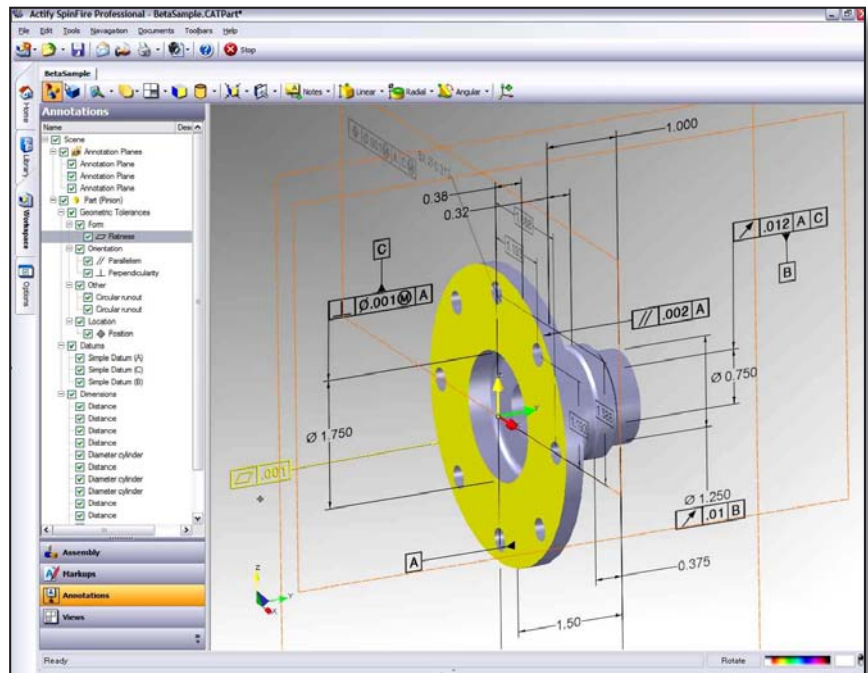 Actify SpinFire Professional - BetaSample.CATPart*
File Edit Tools Navagation Documents Toolbars Help
Stop
BetaSample
Notes Linear Radial Angular
Home
Library
Workspace
Options
Annotations
Name Des
Scene
Annotation Planes
Annotation Plane
Annotation Plane
Annotation Plane
Part (Pinion)
Geometric Tolerances
Form
Flatness
Orientation
// Parallelism
⊥ Perpendicularity
Other
Circular runout
Circular runout
Location
Position
Datums
Simple Datum (A)
Simple Datum (C)
Simple Datum (B)
Dimensions
Distance
Distance
Distance
Distance
Diameter cylinder
Distance
Diameter cylinder
Diameter cylinder
Distance
Distance
Assembly
Markups
Annotations
Views
1.000
0.38
0.32
C
⊥ Ø.001Ⓜ A
.012 A C
B
// .002 A
Ø 0.750
Ø 1.750
.001
Ø 1.250
.01 B
A
0.375
1.50
Z
Y
X
Ready
Rotate